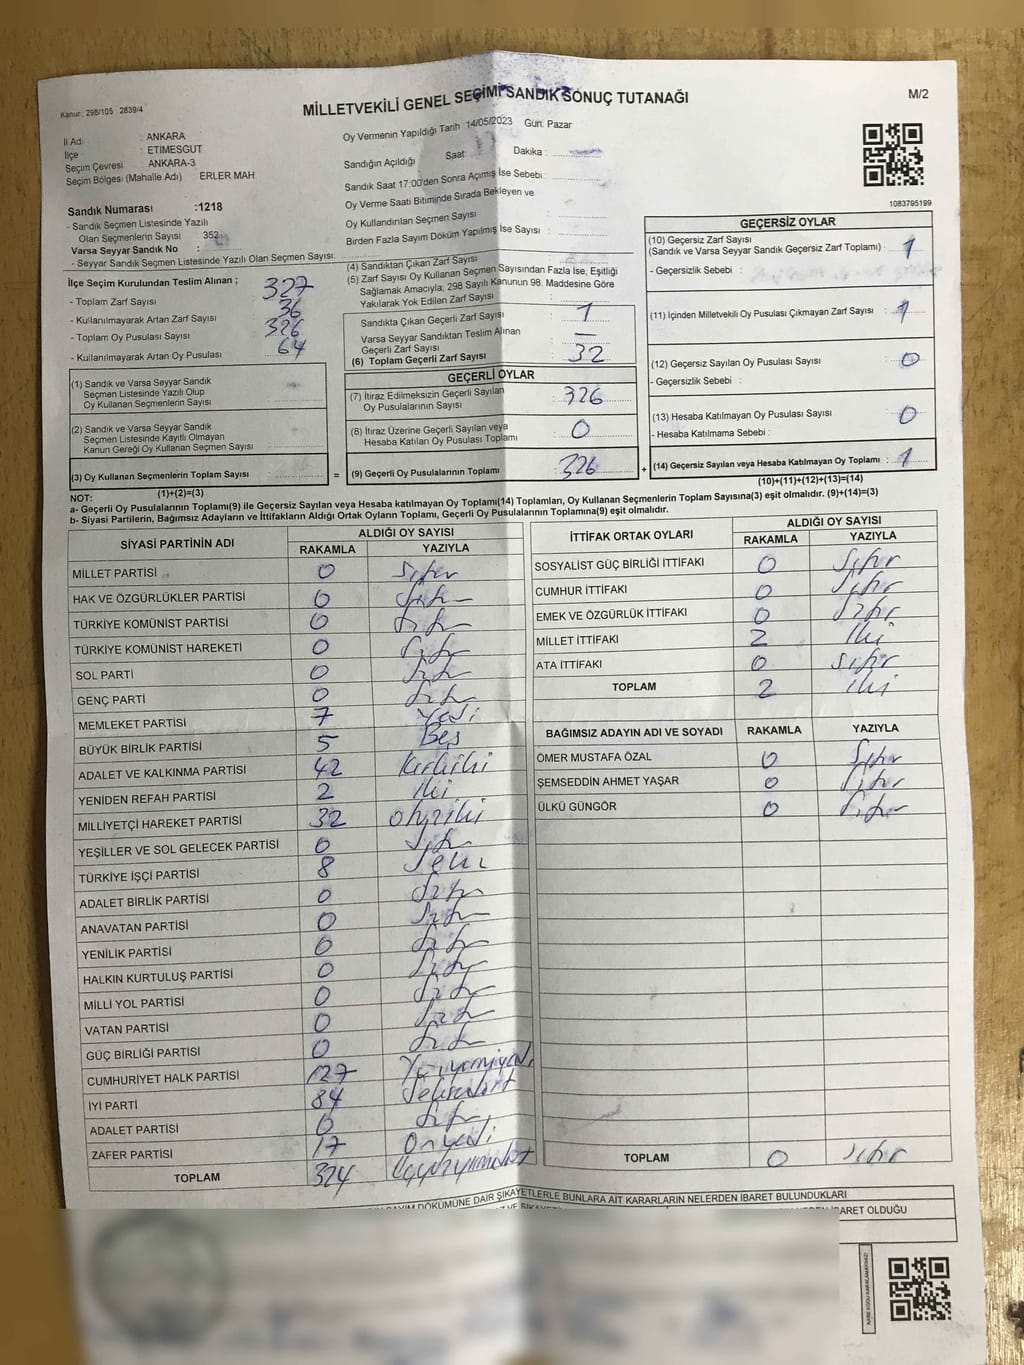 Kanun: 298/105 2839/4
MİLLETVEKİLİ GENEL SEÇİMİ SANDIK SONUÇ TUTANAĞI
M/2
İl Adı : ANKARA
İlçe : ETIMESGUT
Seçim Çevresi : ANKARA-3
Seçim Bölgesi (Mahalle Adı) ERLER MAH
Oy Vermenin Yapıldığı Tarih 14/05/2023 Gün: Pazar
Sandığın Açıldığı Saat Dakika :
Sandık Saat 17:00'den Sonra Açımış İse Sebebi :
Oy Verme Saati Bitiminde Sırada Bekleyen ve
Oy Kullandırılan Seçmen Sayısı :
Birden Fazla Sayım Döküm Yapılmış İse Sayısı :
1083795199
Sandık Numarası :1218
- Sandık Seçmen Listesinde Yazılı
Olan Seçmenlerin Sayısı : 352
Varsa Seyyar Sandık No :
- Seyyar Sandık Seçmen Listesinde Yazılı Olan Seçmen Sayısı:
İlçe Seçim Kurulundan Teslim Alınan ;
- Toplam Zarf Sayısı : 327
- Kullanılmayarak Artan Zarf Sayısı : 36
- Toplam Oy Pusulası Sayısı : 326
- Kullanılmayarak Artan Oy Pusulası : 64
(1) Sandık ve Varsa Seyyar Sandık
Seçmen Listesinde Yazılı Olup
Oy Kullanan Seçmenlerin Sayısı :
(2) Sandık ve Varsa Seyyar Sandık
Seçmen Listesinde Kayıtlı Olmayan
Kanun Gereği Oy Kullanan Seçmen Sayısı :
(3) Oy Kullanan Seçmenlerin Toplam Sayısı :
(1)+(2)=(3)
(4) Sandıktan Çıkan Zarf Sayısı :
(5) Zarf Sayısı Oy Kullanan Seçmen Sayısından Fazla İse, Eşitliği
Sağlamak Amacıyla, 298 Sayılı Kanunun 98. Maddesine Göre
Yakılarak Yok Edilen Zarf Sayısı :
Sandıkta Çıkan Geçerli Zarf Sayısı : 1
Varsa Seyyar Sandıktan Teslim Alınan
Geçerli Zarf Sayısı : —
(6) Toplam Geçerli Zarf Sayısı : 32
GEÇERLİ OYLAR
(7) İtiraz Edilmeksizin Geçerli Sayılan
Oy Pusulalarının Sayısı : 326
(8) İtiraz Üzerine Geçerli Sayılan veya
Hesaba Katılan Oy Pusulası Toplamı : 0
= (9) Geçerli Oy Pusulalarının Toplamı : 326
GEÇERSİZ OYLAR
(10) Geçersiz Zarf Sayısı
(Sandık ve Varsa Seyyar Sandık Geçersiz Zarf Toplamı) : 1
- Geçersizlik Sebebi :
(11) İçinden Milletvekili Oy Pusulası Çıkmayan Zarf Sayısı : 1
(12) Geçersiz Sayılan Oy Pusulası Sayısı : 0
- Geçersizlik Sebebi :
(13) Hesaba Katılmayan Oy Pusulası Sayısı : 0
- Hesaba Katılmama Sebebi :
+ (14) Geçersiz Sayılan veya Hesaba Katılmayan Oy Toplamı : 1
(10)+(11)+(12)+(13)=(14)
NOT:
a- Geçerli Oy Pusulalarının Toplamı(9) ile Geçersiz Sayılan veya Hesaba katılmayan Oy Toplamı(14) Toplamları, Oy Kullanan Seçmenlerin Toplam Sayısına(3) eşit olmalıdır. (9)+(14)=(3)
b- Siyasi Partilerin, Bağımsız Adayların ve İttifakların Aldığı Ortak Oyların Toplamı, Geçerli Oy Pusulalarının Toplamına(9) eşit olmalıdır.
SİYASİ PARTİNİN ADI ALDIĞI OY SAYISI
RAKAMLA YAZIYLA
MİLLET PARTİSİ 0 Sıfır
HAK VE ÖZGÜRLÜKLER PARTİSİ 0 Sıfır
TÜRKİYE KOMÜNİST PARTİSİ 0 Sıfır
TÜRKİYE KOMÜNİST HAREKETİ 0 Sıfır
SOL PARTİ 0 Sıfır
GENÇ PARTİ 0 Sıfır
MEMLEKET PARTİSİ 7 Yedi
BÜYÜK BİRLİK PARTİSİ 5 Beş
ADALET VE KALKINMA PARTİSİ 42 Kırkiki
YENİDEN REFAH PARTİSİ 2 İki
MİLLİYETÇİ HAREKET PARTİSİ 32 otuziki
YEŞİLLER VE SOL GELECEK PARTİSİ 0 Sıfır
TÜRKİYE İŞÇİ PARTİSİ 8 Sekiz
ADALET BİRLİK PARTİSİ 0 Sıfır
ANAVATAN PARTİSİ 0 Sıfır
YENİLİK PARTİSİ 0 Sıfır
HALKIN KURTULUŞ PARTİSİ 0 Sıfır
MİLLİ YOL PARTİSİ 0 Sıfır
VATAN PARTİSİ 0 Sıfır
GÜÇ BİRLİĞİ PARTİSİ 0 Sıfır
CUMHURİYET HALK PARTİSİ 127 Yüzyirmiyedi
İYİ PARTİ 84 Seksendört
ADALET PARTİSİ 0 Sıfır
ZAFER PARTİSİ 17 Onyedi
TOPLAM 324 Üçyüzyirmidört
İTTİFAK ORTAK OYLARI ALDIĞI OY SAYISI
RAKAMLA YAZIYLA
SOSYALİST GÜÇ BİRLİĞİ İTTİFAKI 0 Sıfır
CUMHUR İTTİFAKI 0 Sıfır
EMEK VE ÖZGÜRLÜK İTTİFAKI 0 Sıfır
MİLLET İTTİFAKI 2 İki
ATA İTTİFAKI 0 Sıfır
TOPLAM 2 İki
BAĞIMSIZ ADAYIN ADI VE SOYADI RAKAMLA YAZIYLA
ÖMER MUSTAFA ÖZAL 0 Sıfır
ŞEMSEDDİN AHMET YAŞAR 0 Sıfır
ÜLKÜ GÜNGÖR 0 Sıfır
TOPLAM 0 Sıfır
DÖKÜMÜNE DAİR ŞİKAYETLERLE BUNLARA AİT KARARLARIN NELERDEN İBARET BULUNDUKLARI
İBARET OLDUĞU
KARE KODU KARALAMAYINIZ!